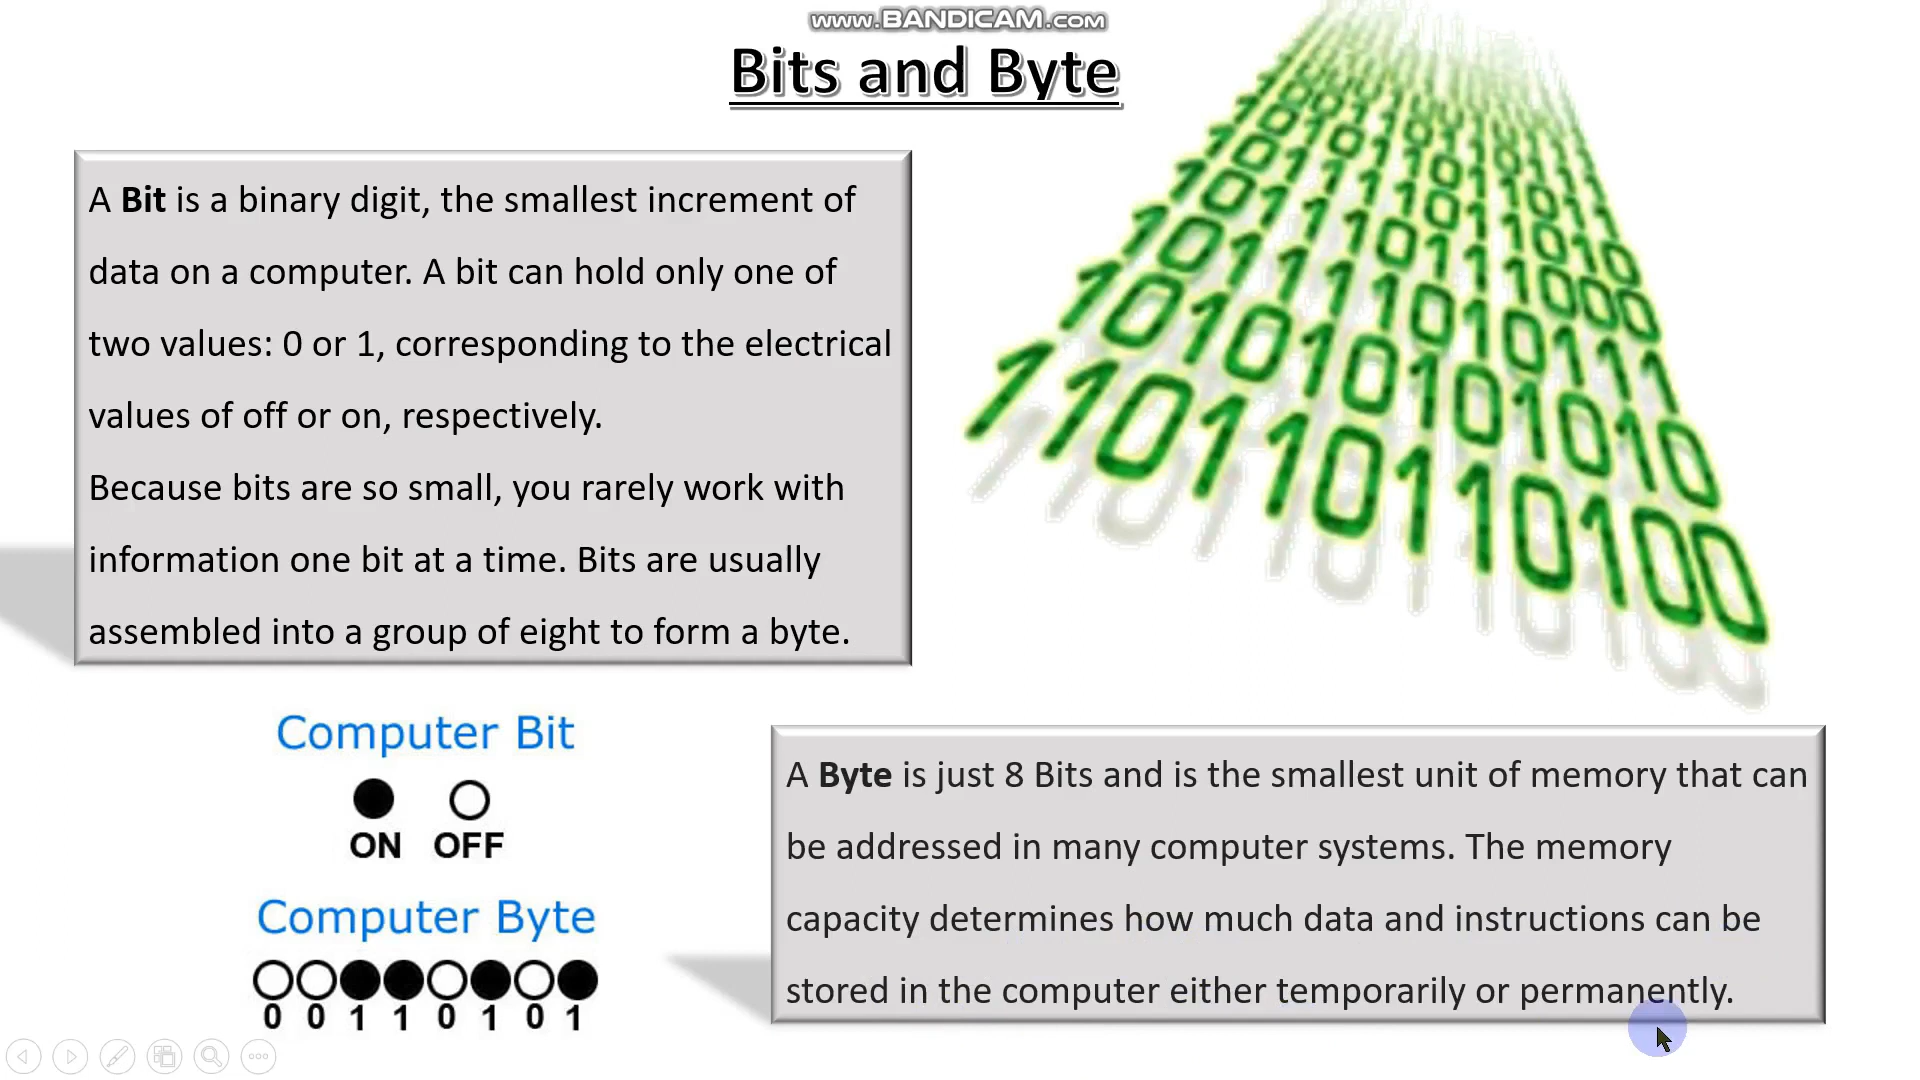 www.BANDICAM.com
Bits and Byte
A Bit is a binary digit, the smallest increment of
data on a computer. A bit can hold only one of
two values: 0 or 1, corresponding to the electrical
values of off or on, respectively.
Because bits are so small, you rarely work with
information one bit at a time. Bits are usually
assembled into a group of eight to form a byte.
110110110100
Computer Bit
ON OFF
Computer Byte
0 0 1 1 0 1 0 1
A Byte is just 8 Bits and is the smallest unit of memory that can
be addressed in many computer systems. The memory
capacity determines how much data and instructions can be
stored in the computer either temporarily or permanently.